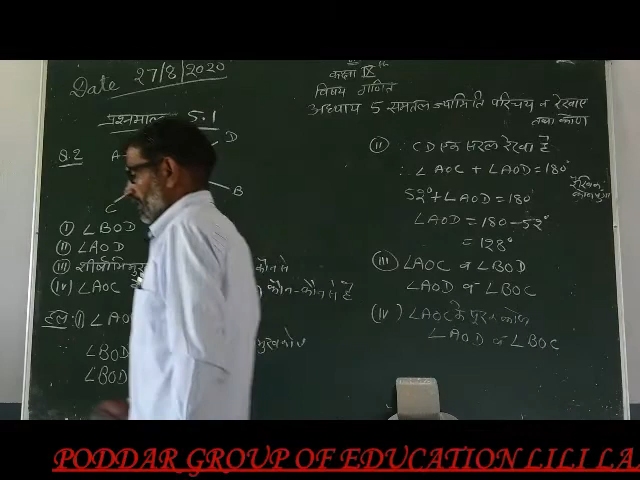 Date 27/8/2020
कक्षा IX th
विषय गणित
अध्याय 5 समतल ज्यामिति परिचय व रेखाए
तथा कोण
प्रश्नमाला 5.1
Q.2
A
D
B
C
(i) ∠BOD
(ii) ∠AOD
(iii) शीर्षाभिमुख कौन से
(iv) ∠AOC कौन-कौन से है
हल: (i) ∠AO
∠BOD मुख कोण
∠BOD
(ii) ∵ CD एक सरल रेखा है
∴ ∠AOC + ∠AOD = 180°
रैखिक
52° + ∠AOD = 180
∠AOD = 180 - 52°
= 128°
(iii) ∠AOC व ∠BOD
∠AOD व ∠BOC
(iv) ∠AOC के पूरक कोण
∠AOD व ∠BOC
PODDAR GROUP OF EDUCATION LILI LA